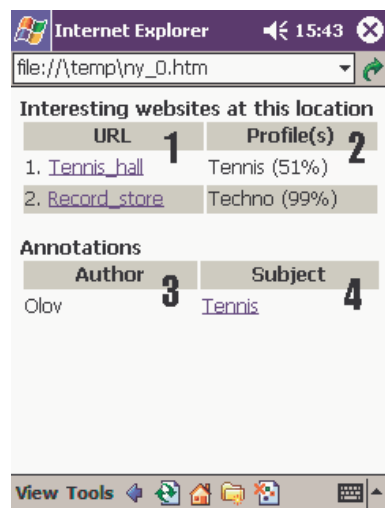 Internet Explorer 15:43
file://\temp\ny_0.htm
Interesting websites at this location
URL 1 Profile(s) 2
1. Tennis_hall Tennis (51%)
2. Record_store Techno (99%)
Annotations
Author 3 Subject 4
Olov Tennis
View Tools